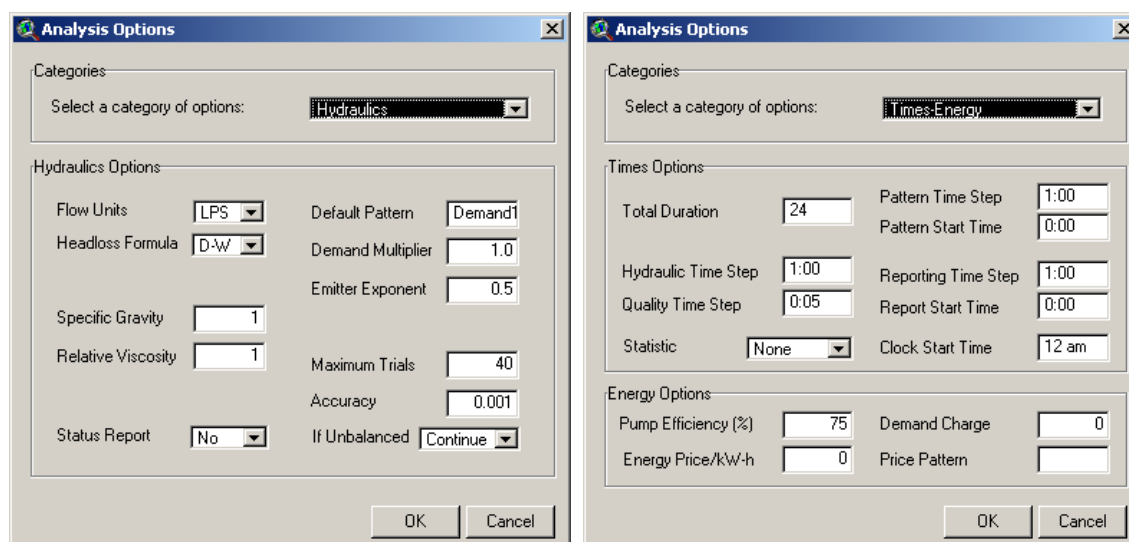 Analysis Options
Categories
Select a category of options: Hydraulics
Hydraulics Options
Flow Units LPS Default Pattern Demand1
Headloss Formula D-W Demand Multiplier 1.0
Emitter Exponent 0.5
Specific Gravity 1
Relative Viscosity 1 Maximum Trials 40
Accuracy 0.001
Status Report No If Unbalanced Continue
OK Cancel
Analysis Options
Categories
Select a category of options: Times-Energy
Times Options
Total Duration 24 Pattern Time Step 1:00
Pattern Start Time 0:00
Hydraulic Time Step 1:00 Reporting Time Step 1:00
Quality Time Step 0:05 Report Start Time 0:00
Statistic None Clock Start Time 12 am
Energy Options
Pump Efficiency (%) 75 Demand Charge 0
Energy Price/kW-h 0 Price Pattern
OK Cancel